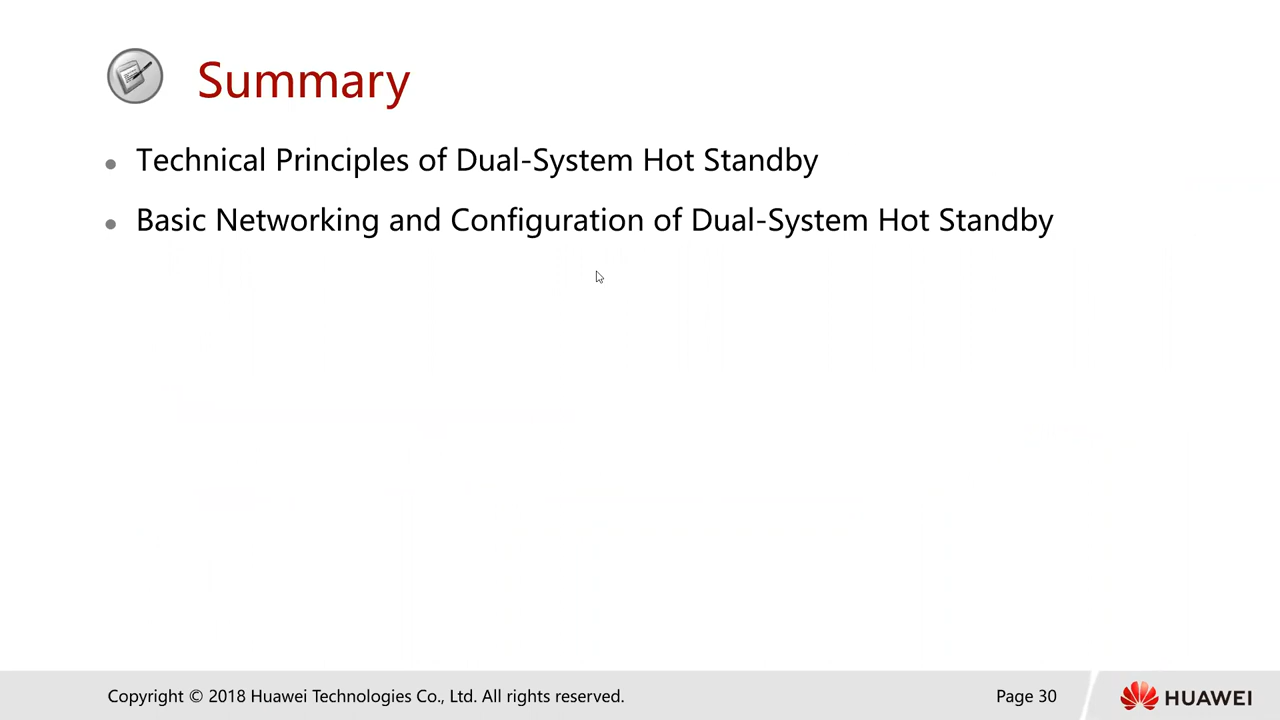 Summary
Technical Principles of Dual-System Hot Standby
Basic Networking and Configuration of Dual-System Hot Standby
Copyright © 2018 Huawei Technologies Co., Ltd. All rights reserved.
Page 30
HUAWEI